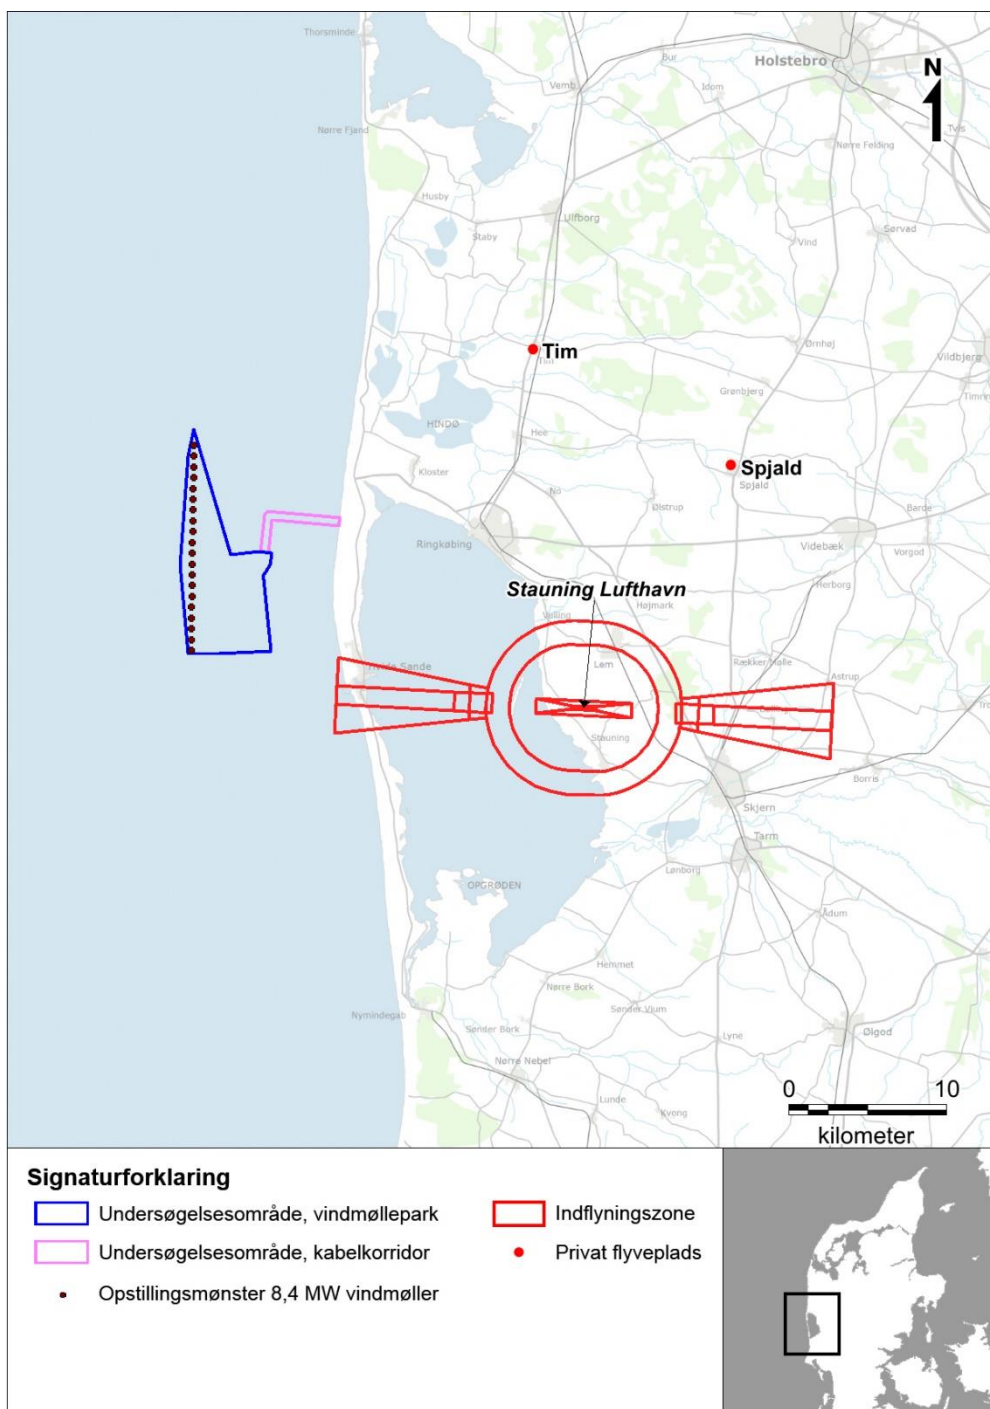 Thorsminde
Holstebro
Bur
Vemb
Idom
N
Tvis
Nørre Fjand
Nørre Felding
Husby
Ulfborg
Staby
Sørvad
Vind
Tim
Tim
Ørnhøj
Vildbjerg
Grønbjerg
Timring
HINDØ
Hee
Kloster
Spjald
Spjald
No
Ølstrup
Barde
Ringkøbing
Videbæk
Vorgod
Stauning Lufthavn
Herborg
Højmark
Velling
Hvide Sande
Lem
Rækker Mølle
Astrup
Stauning
Borris
Skjern
Tarm
Lønborg
OPGRØDEN
Ådum
Hemmet
Nørre Bork
Sønder Vium
Nymindegab
Sønder Bork
Lyne
Ølgod
Nørre Nebel
Lunde
Kvong
0 10
kilometer
Signaturforklaring
Undersøgelsesområde, vindmøllepark
Undersøgelsesområde, kabelkorridor
Opstillingsmønster 8,4 MW vindmøller
Indflyningszone
Privat flyveplads